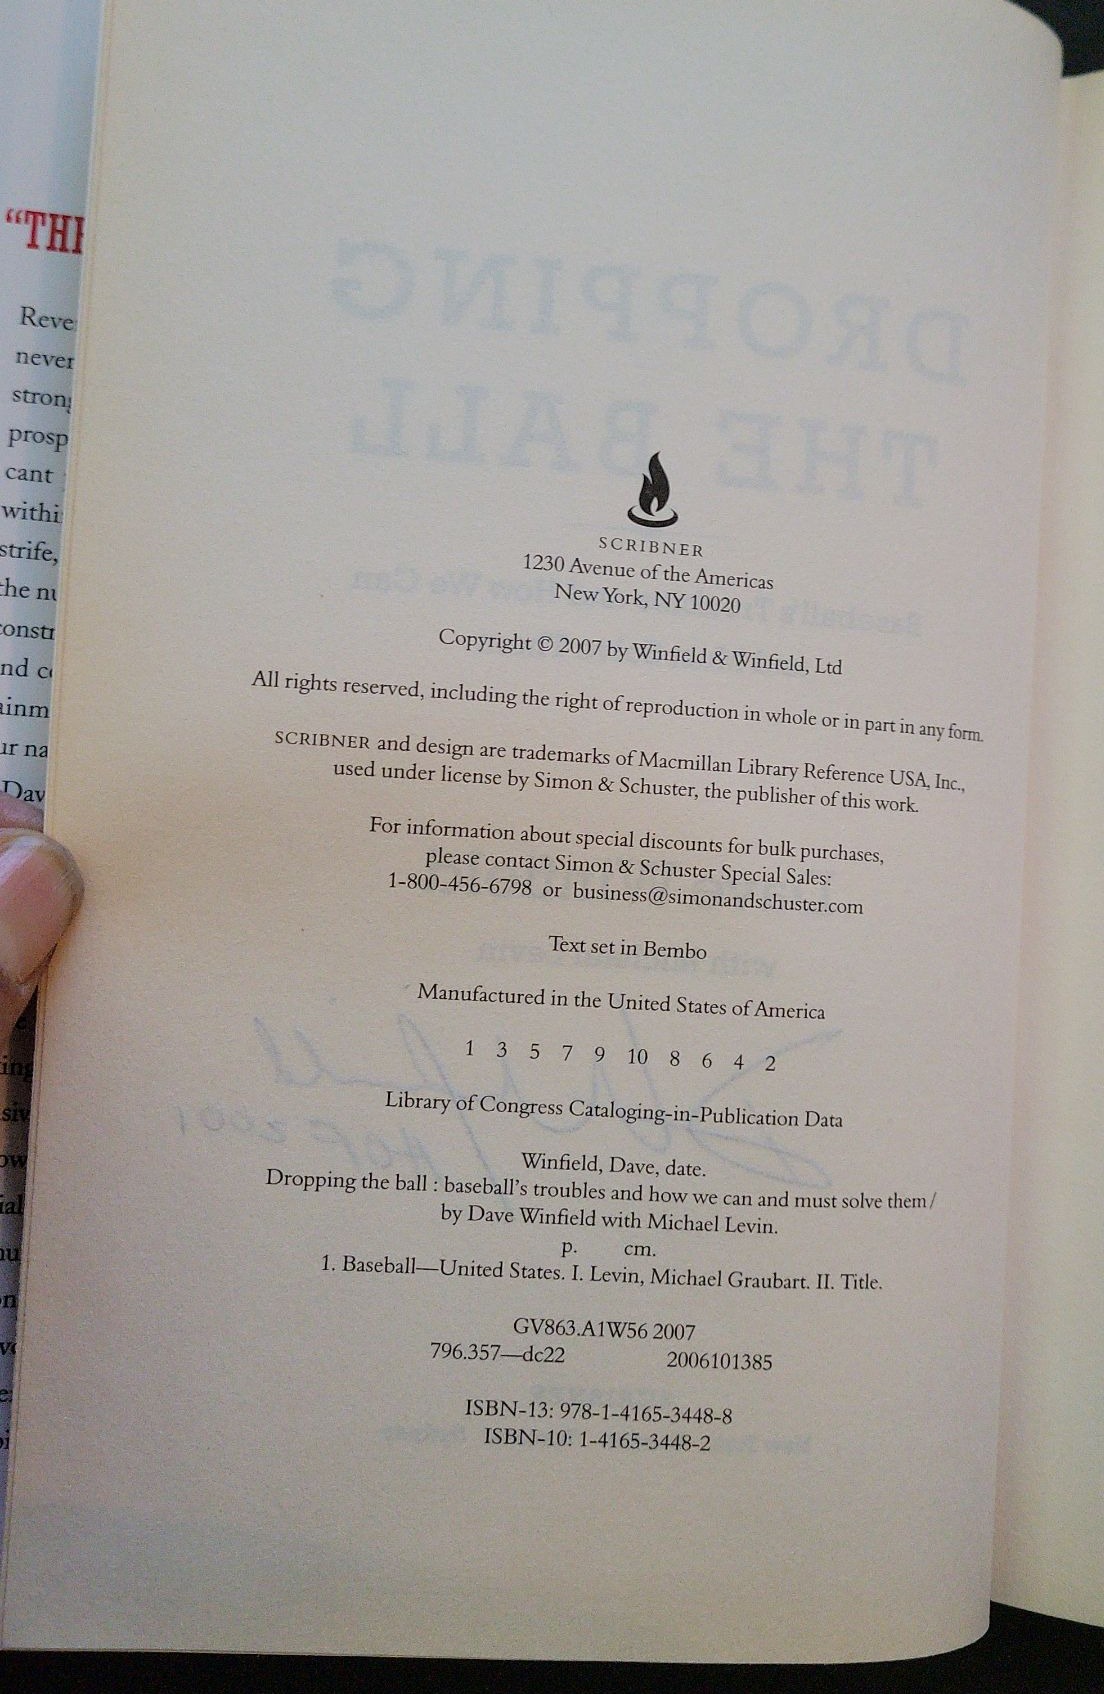 “THE
Reve
never
strong
prosp
cant
withi
strife,
the nu
const
nd c
ainm
ur na
Dav
SCRIBNER
1230 Avenue of the Americas
New York, NY 10020
Copyright © 2007 by Winfield & Winfield, Ltd
All rights reserved, including the right of reproduction in whole or in part in any form.
SCRIBNER and design are trademarks of Macmillan Library Reference USA, Inc.,
used under license by Simon & Schuster, the publisher of this work.
For information about special discounts for bulk purchases,
please contact Simon & Schuster Special Sales:
1-800-456-6798 or business@simonandschuster.com
Text set in Bembo
Manufactured in the United States of America
1 3 5 7 9 10 8 6 4 2
Library of Congress Cataloging-in-Publication Data
Winfield, Dave, date.
Dropping the ball : baseball’s troubles and how we can and must solve them /
by Dave Winfield with Michael Levin.
p. cm.
1. Baseball—United States. I. Levin, Michael Graubart. II. Title.
GV863.A1W56 2007
796.357—dc22 2006101385
ISBN-13: 978-1-4165-3448-8
ISBN-10: 1-4165-3448-2
DROPPING
THE BALL